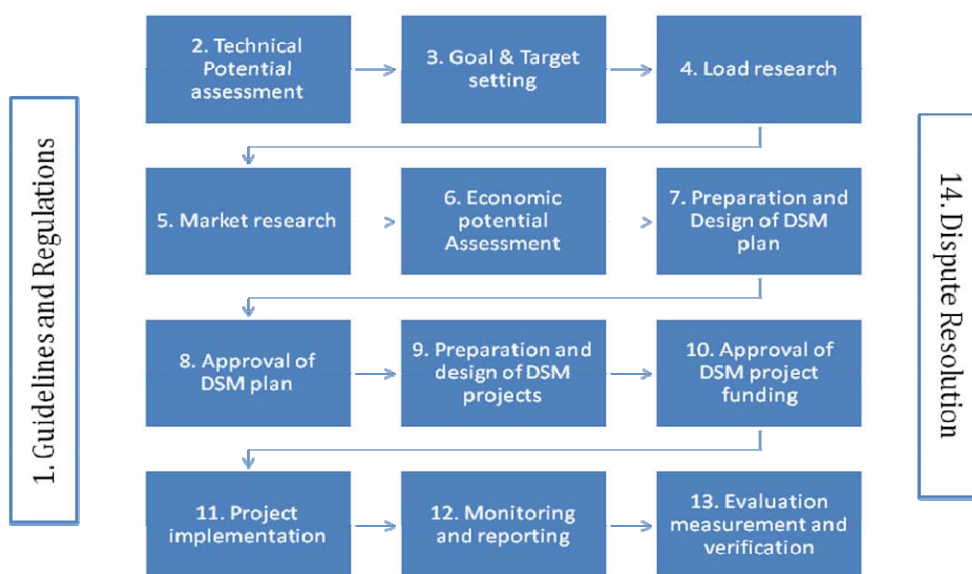 1. Guidelines and Regulations
2. Technical
Potential
assessment
3. Goal & Target
setting
4. Load research
5. Market research
6. Economic
potential
Assessment
7. Preparation and
Design of DSM
plan
8. Approval of
DSM plan
9. Preparation and
design of DSM
projects
10. Approval of
DSM project
funding
11. Project
implementation
12. Monitoring
and reporting
13. Evaluation
measurement and
verification
14. Dispute Resolution